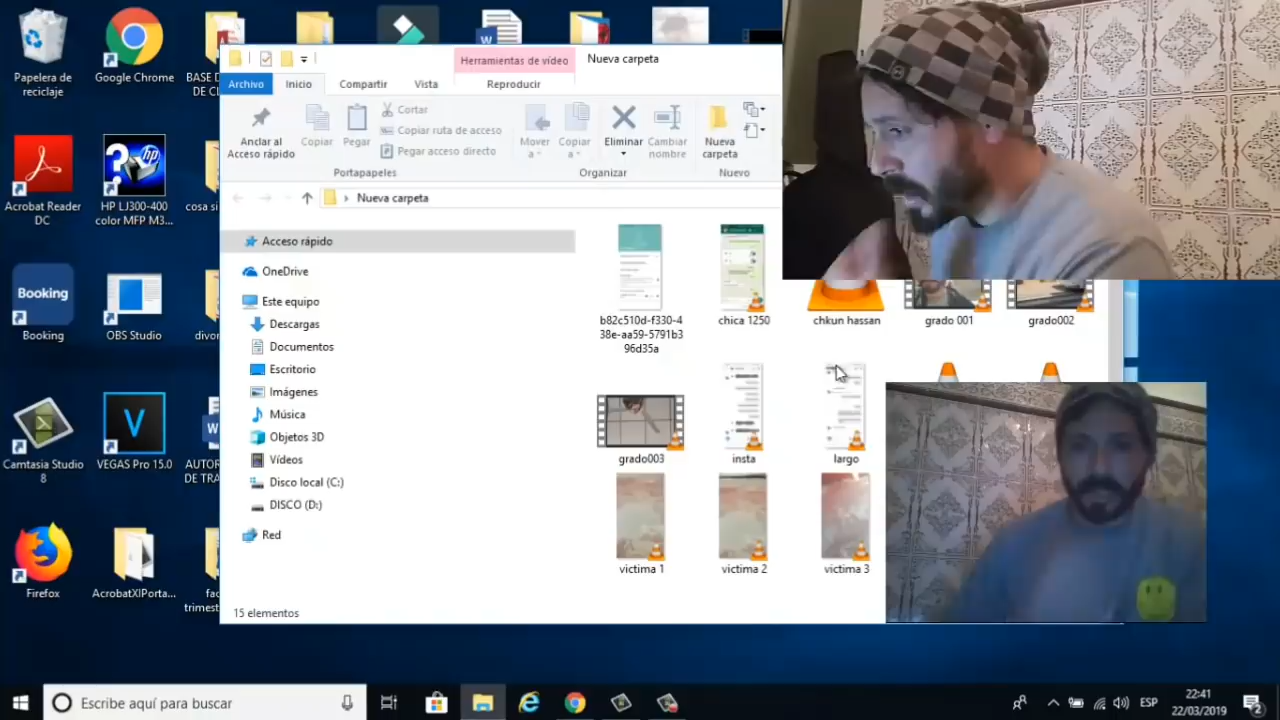 Papelera de
reciclaje
Google Chrome
BASE D
DE CL
Acrobat Reader
DC
HP LJ300-400
color MFP M3...
cosa si
Booking
Booking
OBS Studio
divor
Camtasia Studio
8
VEGAS Pro 15.0
AUTOR
DE TRA
Firefox
AcrobatXIPorta...
fac
trimest
Herramientas de vídeo
Nueva carpeta
Archivo
Inicio
Compartir
Vista
Reproducir
Anclar al
Acceso rápido
Copiar
Pegar
Cortar
Copiar ruta de acceso
Pegar acceso directo
Portapapeles
Mover
a
Copiar
a
Eliminar
Cambiar
nombre
Organizar
Nueva
carpeta
Nuevo
Nueva carpeta
Acceso rápido
OneDrive
Este equipo
Descargas
Documentos
Escritorio
Imágenes
Música
Objetos 3D
Vídeos
Disco local (C:)
DISCO (D:)
Red
b82c510d-f330-4
38e-aa59-5791b3
96d35a
chica 1250
chkun hassan
grado 001
grado002
grado003
insta
largo
victima 1
victima 2
victima 3
15 elementos
Escribe aquí para buscar
ESP
22:41
22/03/2019
2